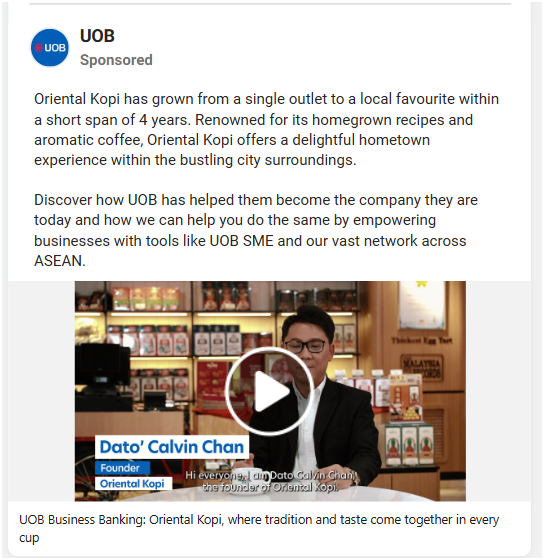 UOB
UOB
Sponsored
Oriental Kopi has grown from a single outlet to a local favourite within
a short span of 4 years. Renowned for its homegrown recipes and
aromatic coffee, Oriental Kopi offers a delightful hometown
experience within the bustling city surroundings.
Discover how UOB has helped them become the company they are
today and how we can help you do the same by empowering
businesses with tools like UOB SME and our vast network across
ASEAN.
Thickest Egg Tart
MALAYSIA
RECORDS
Dato’ Calvin Chan
Founder
Oriental Kopi
Hi everyone, I am Dato Calvin Chan,
the founder of Oriental Kopi.
UOB Business Banking: Oriental Kopi, where tradition and taste come together in every
cup